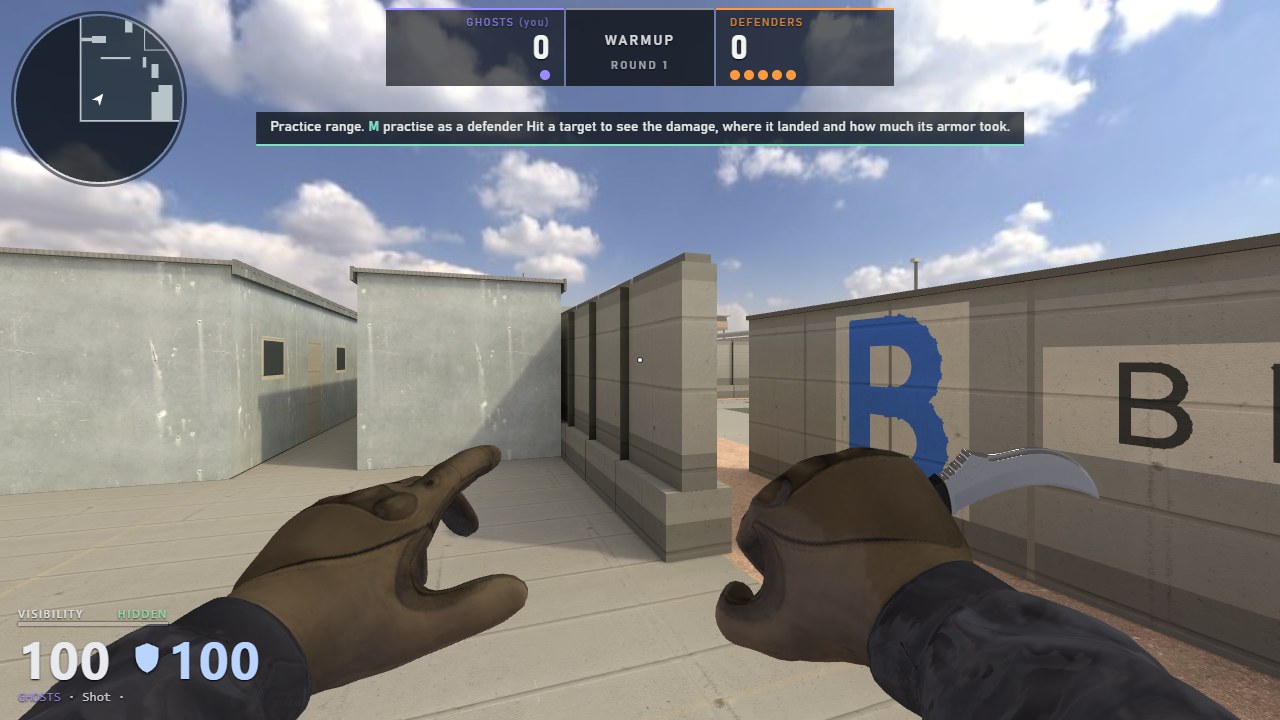 GHOSTS (you)
0
WARMUP
ROUND 1
DEFENDERS
0
Practice range. M practise as a defender Hit a target to see the damage, where it landed and how much its armor took.
B
B
VISIBILITY HIDDEN
100 100
GHOSTS · Shot ·